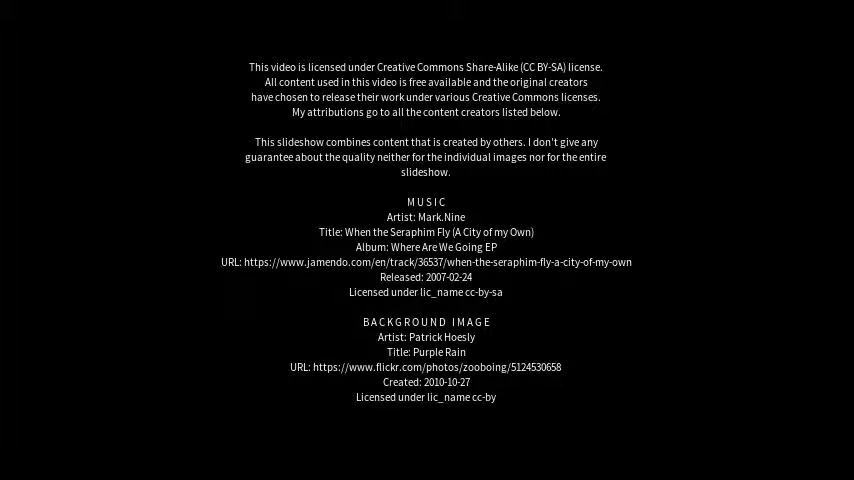 This video is licensed under Creative Commons Share-Alike (CC BY-SA) license.
All content used in this video is free available and the original creators
have chosen to release their work under various Creative Commons licenses.
My attributions go to all the content creators listed below.
This slideshow combines content that is created by others. I don't give any
guarantee about the quality neither for the individual images nor for the entire
slideshow.
M U S I C
Artist: Mark.Nine
Title: When the Seraphim Fly (A City of my Own)
Album: Where Are We Going EP
URL: https://www.jamendo.com/en/track/36537/when-the-seraphim-fly-a-city-of-my-own
Released: 2007-02-24
Licensed under lic_name cc-by-sa
B A C K G R O U N D   I M A G E
Artist: Patrick Hoesly
Title: Purple Rain
URL: https://www.flickr.com/photos/zooboing/5124530658
Created: 2010-10-27
Licensed under lic_name cc-by